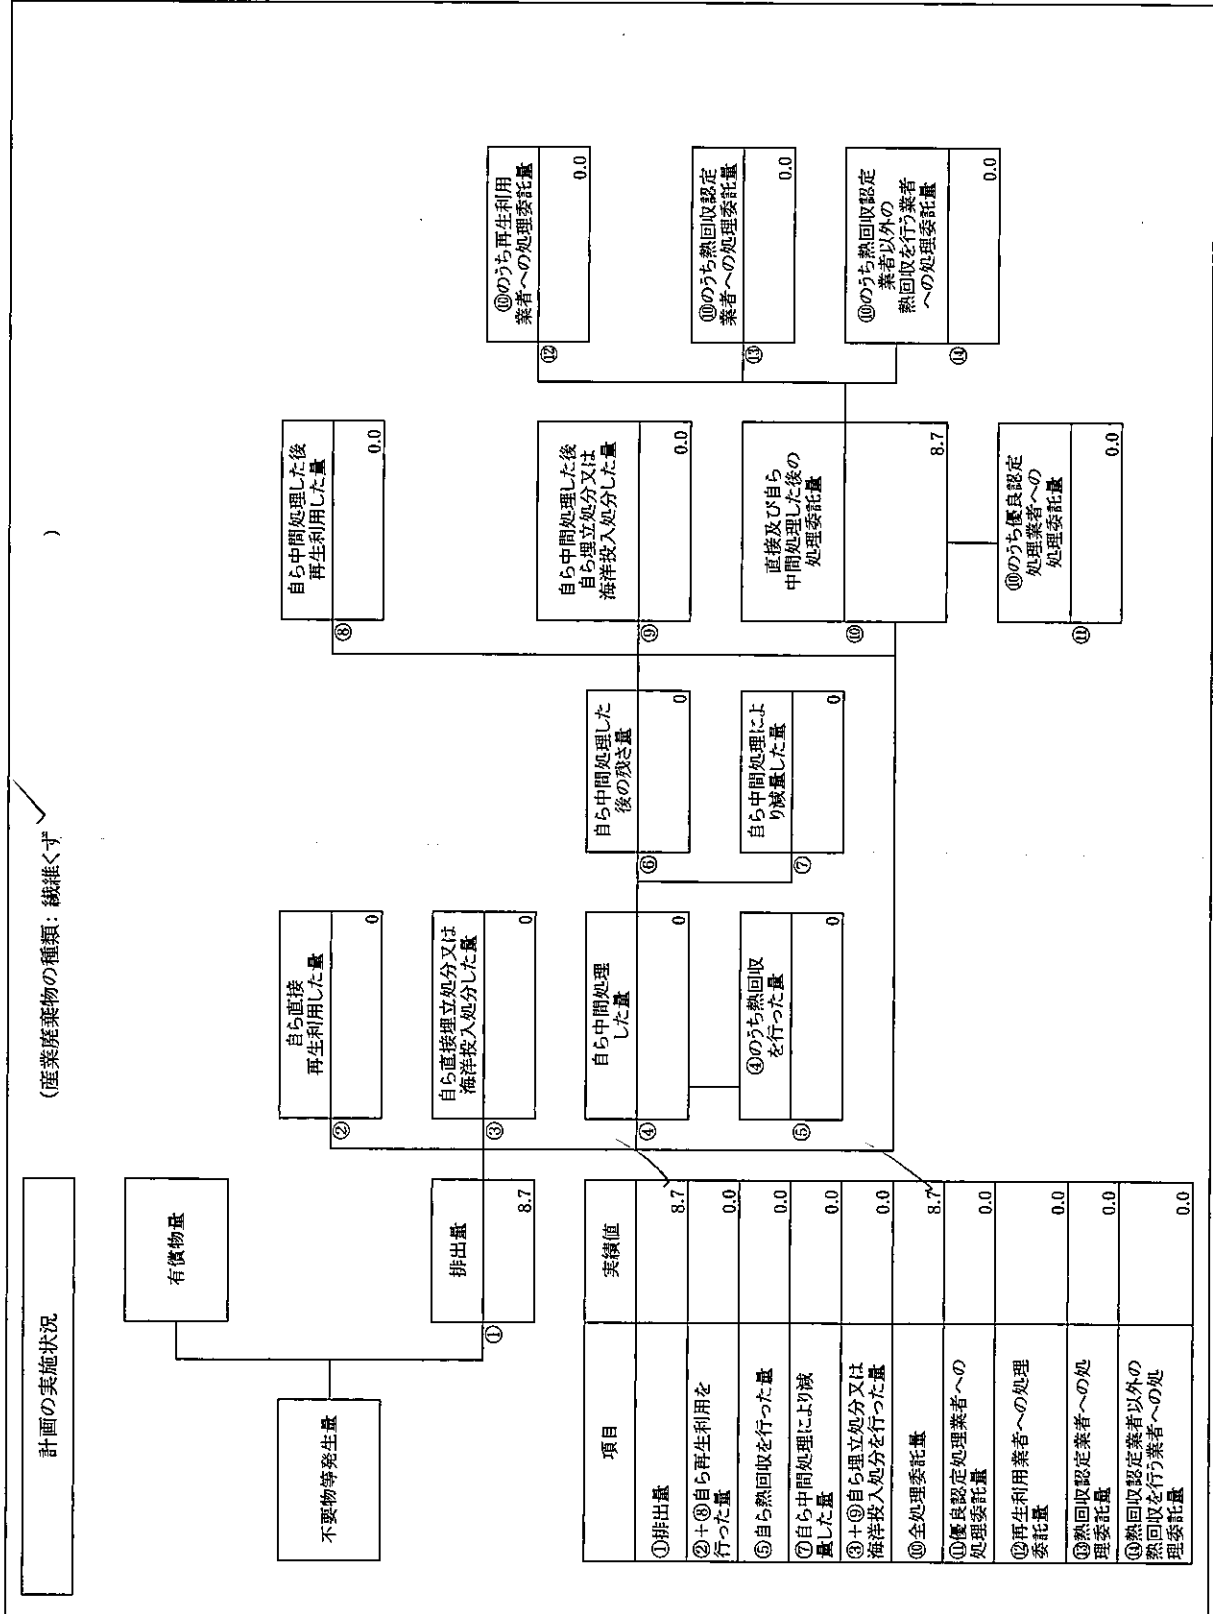 計画の実施状況
(産業廃棄物の種類: 繊維くず
)
不要物等発生量
有償物量
①
排出量
8.7
②
自ら直接
再生利用した量
0
③
自ら直接埋立処分又は
海洋投入処分した量
0
④
自ら中間処理
した量
0
⑤
④のうち熱回収
を行った量
0
⑥
自ら中間処理した
後の残さ量
0
⑦
自ら中間処理によ
り減量した量
0
⑧
自ら中間処理した後
再生利用した量
0.0
⑨
自ら中間処理した後
自ら埋立処分又は
海洋投入処分した量
0.0
⑩
直接及び自ら
中間処理した後の
処理委託量
8.7
⑪
⑩のうち優良認定
処理業者への
処理委託量
0.0
⑫
⑩のうち再生利用
業者への処理委託量
0.0
⑬
⑩のうち熱回収認定
業者への処理委託量
0.0
⑭
⑩のうち熱回収認定
業者以外の
熱回収を行う業者
への処理委託量
0.0
項目
実績値
①排出量
8.7
②+⑧自ら再生利用を
行った量
0.0
⑤自ら熱回収を行った量
0.0
⑦自ら中間処理により減
量した量
0.0
③+⑨自ら埋立処分又は
海洋投入処分を行った量
0.0
⑩全処理委託量
8.7
⑪優良認定処理業者への
処理委託量
0.0
⑫再生利用業者への処理
委託量
0.0
⑬熱回収認定業者への処
理委託量
0.0
⑭熱回収認定業者以外の
熱回収を行う業者への処
理委託量
0.0